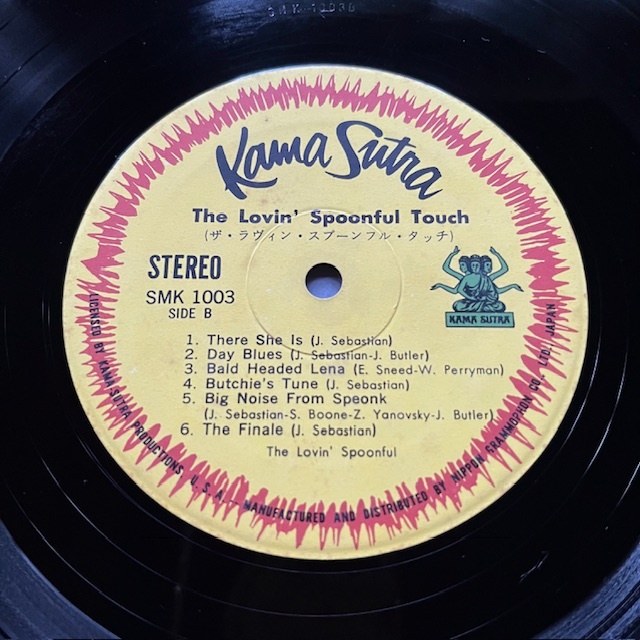 Kama Sutra
The Lovin' Spoonful Touch
(ザ・ラヴィン・スプーンフル・タッチ)
STEREO
SMK 1003
SIDE B
KAMA SUTRA
1. There She Is (J. Sebastian)
2. Day Blues (J. Sebastian-J. Butler)
3. Bald Headed Lena (E. Sneed-W. Perryman)
4. Butchie's Tune (J. Sebastian)
5. Big Noise From Speonk
(J. Sebastian-S. Boone-Z. Yanovsky-J. Butler)
6. The Finale (J. Sebastian)
The Lovin' Spoonful
LICENSED BY KAMA SUTRA PRODUCTIONS U. S. A.... MANUFACTURED AND DISTRIBUTED BY NIPPON GRAMMOPHON CO., LTD., JAPAN